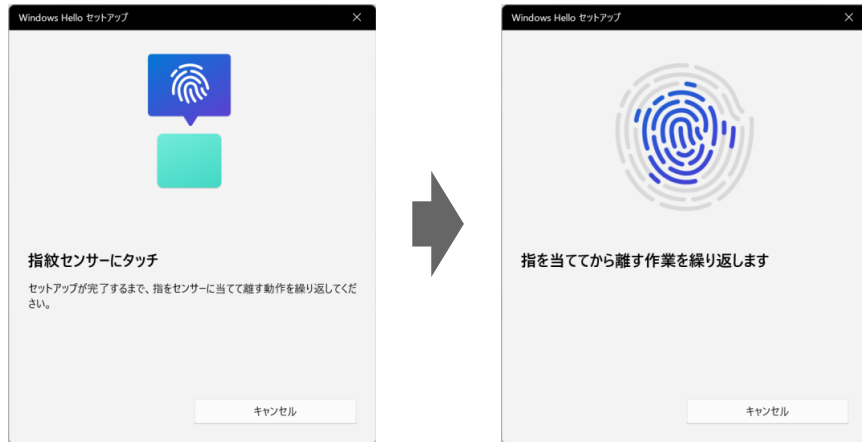 Windows Hello セットアップ
指紋センサーにタッチ
セットアップが完了するまで、指をセンサーに当てて離す動作を繰り返してくだ
さい。
キャンセル
Windows Hello セットアップ
指を当ててから離す作業を繰り返します
キャンセル